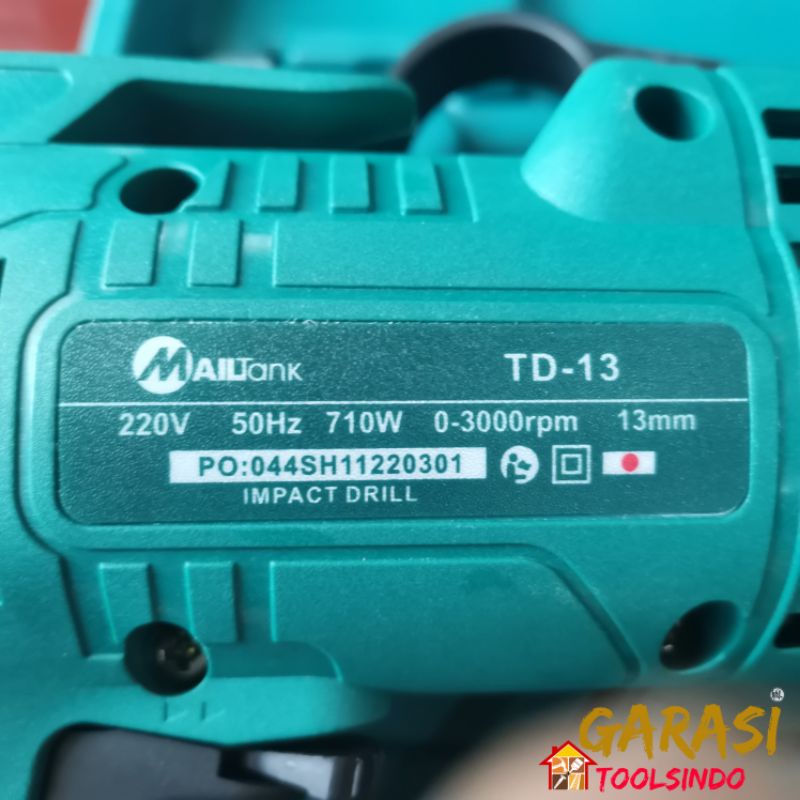 MAILTank TD-13
220V 50Hz 710W 0-3000rpm 13mm
PO:044SH11220301
IMPACT DRILL
GARASI
TOOLSINDO